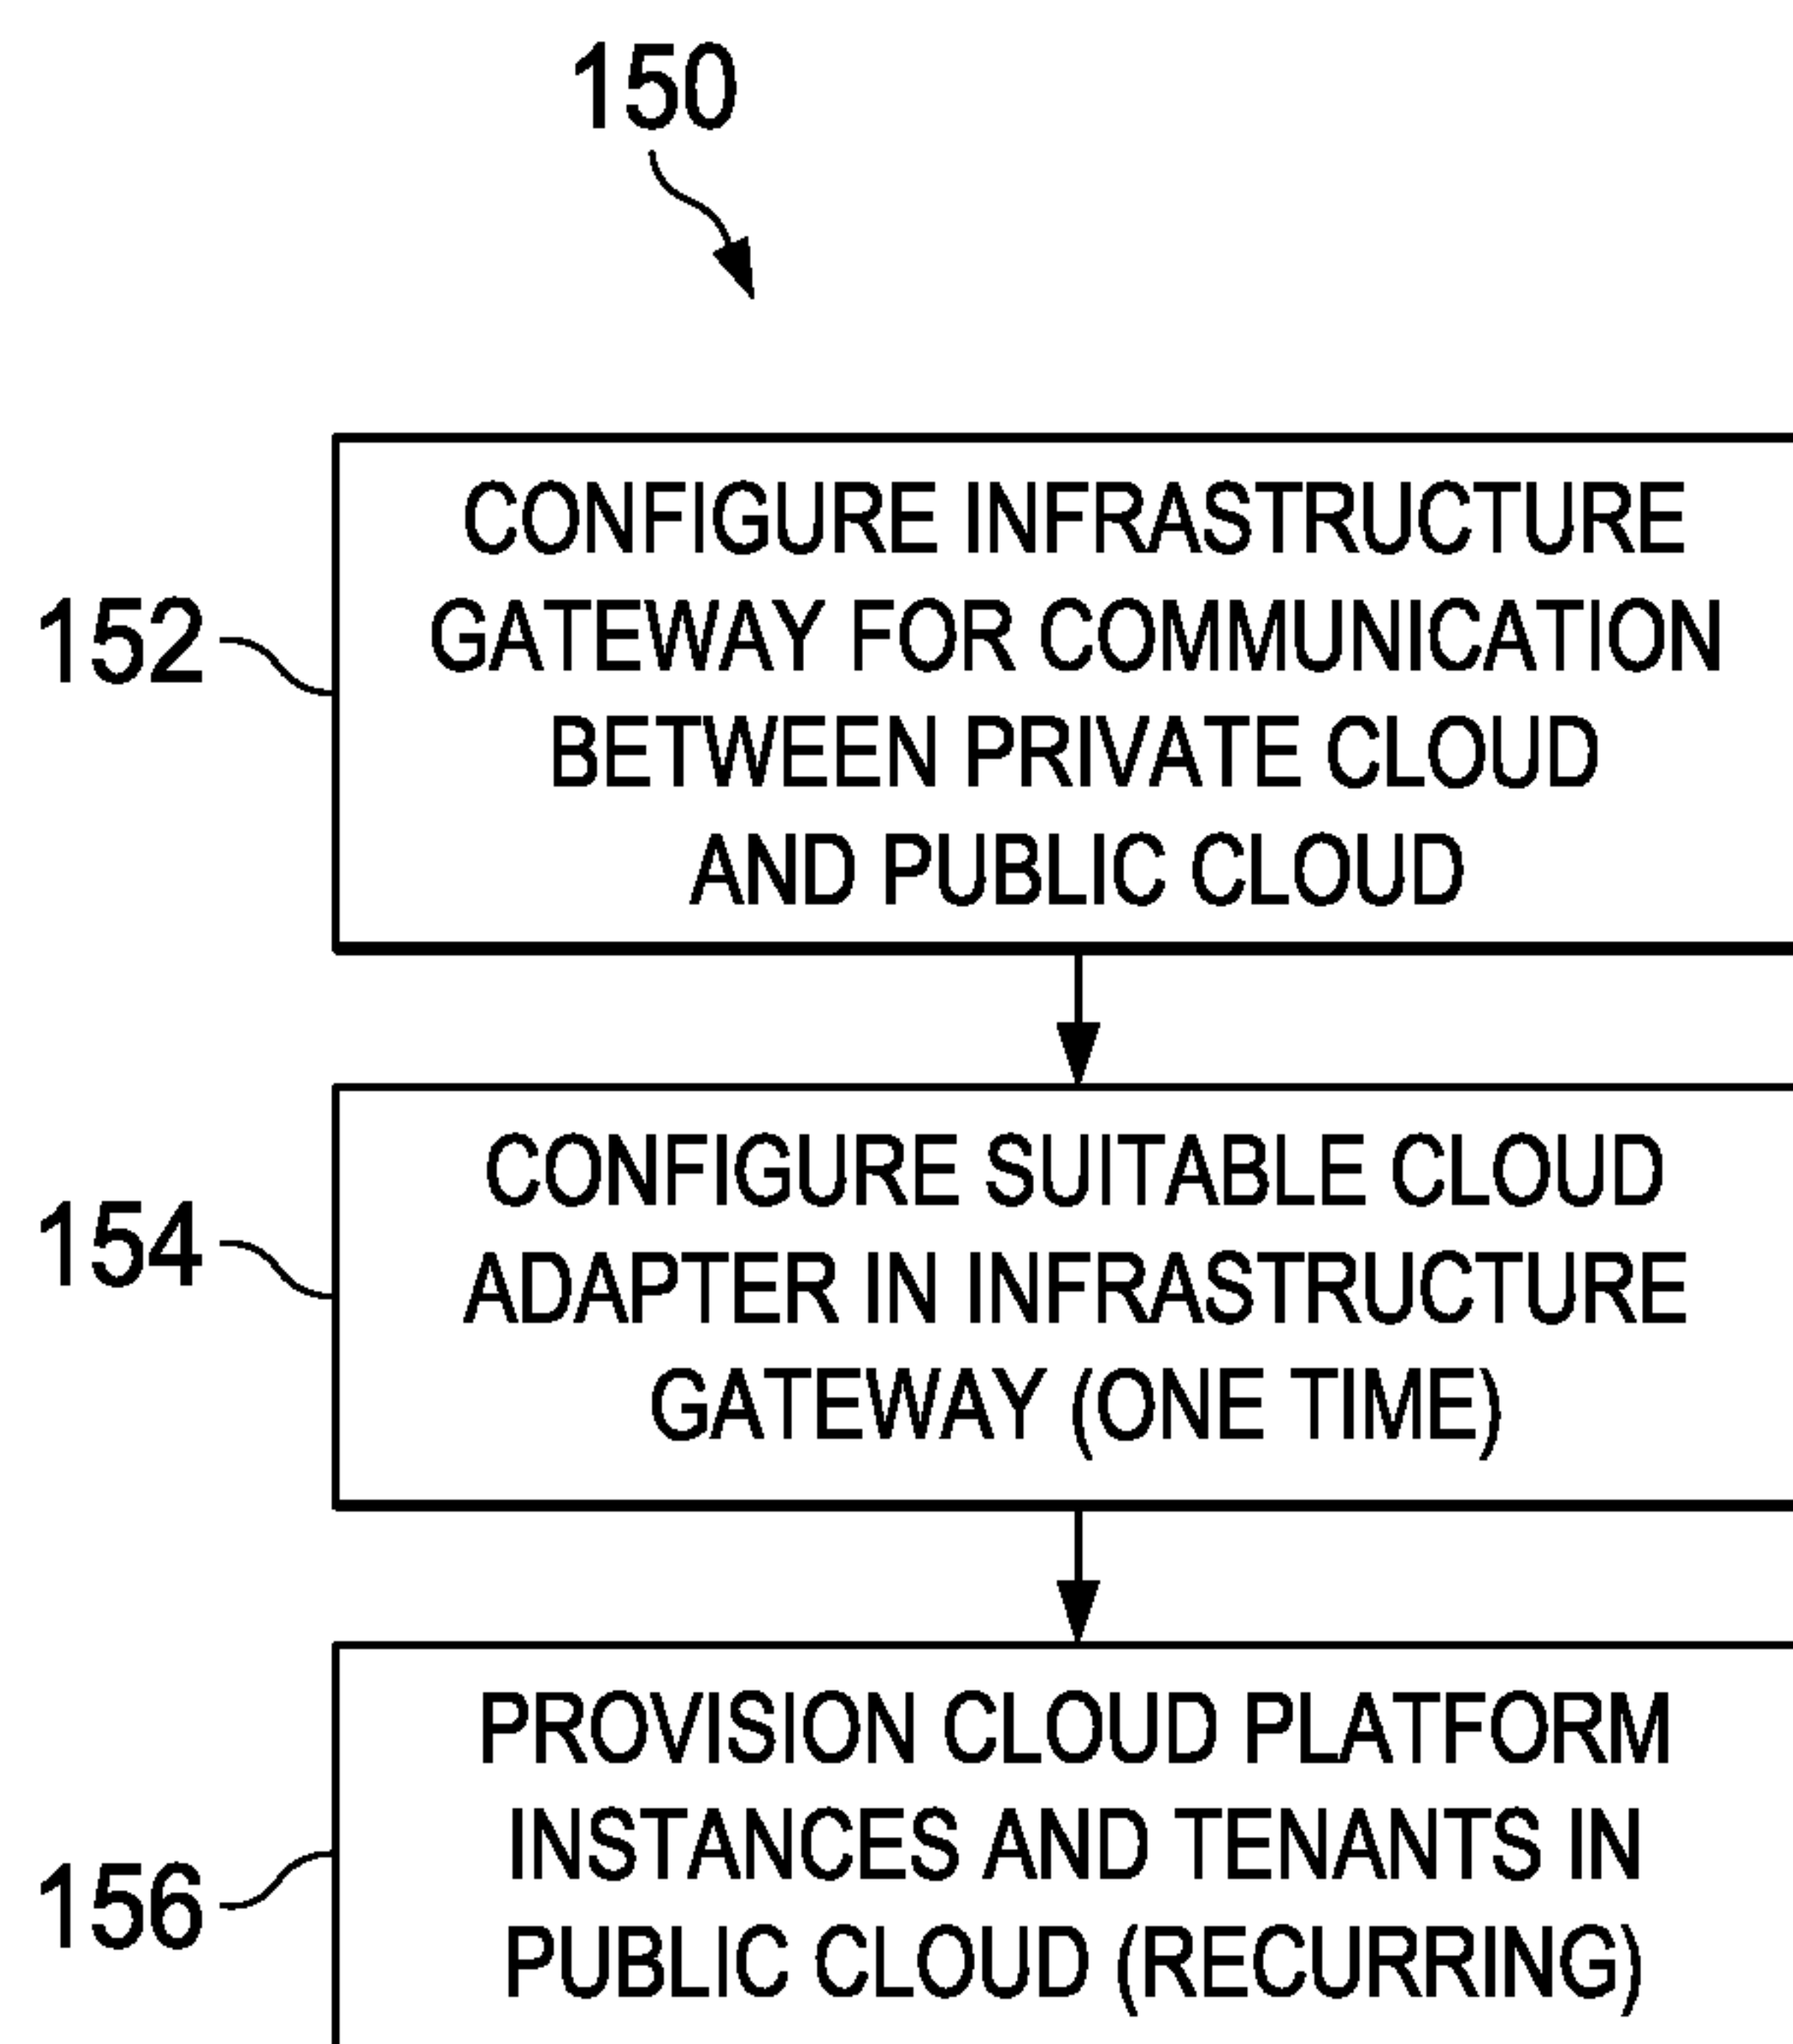 150
152
CONFIGURE INFRASTRUCTURE
GATEWAY FOR COMMUNICATION
BETWEEN PRIVATE CLOUD
AND PUBLIC CLOUD
154
CONFIGURE SUITABLE CLOUD
ADAPTER IN INFRASTRUCTURE
GATEWAY (ONE TIME)
156
PROVISION CLOUD PLATFORM
INSTANCES AND TENANTS IN
PUBLIC CLOUD (RECURRING)